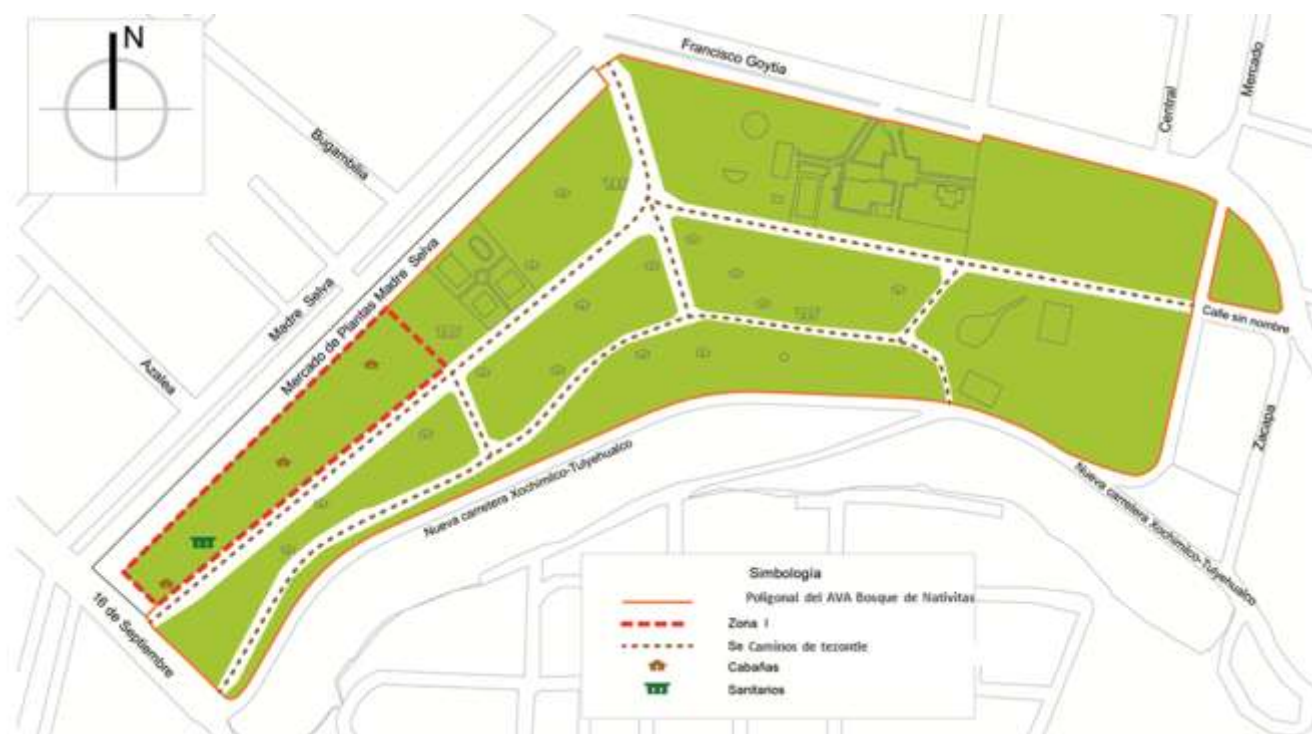 N
Francisco Goytia
Central
Mercado
Bugambilia
Madre Selva
Mercado de Plantas Madre Selva
Azalea
Calle sin nombre
Zacapa
Nueva carretera Xochimilco-Tulyehualco
Nueva carretera Xochimilco-Tulyehualco
16 de Septiembre
Simbología
Poligonal del AVA Bosque de Nativitas
Zona I
Se Caminos de tezontle
Cabañas
Sanitarios